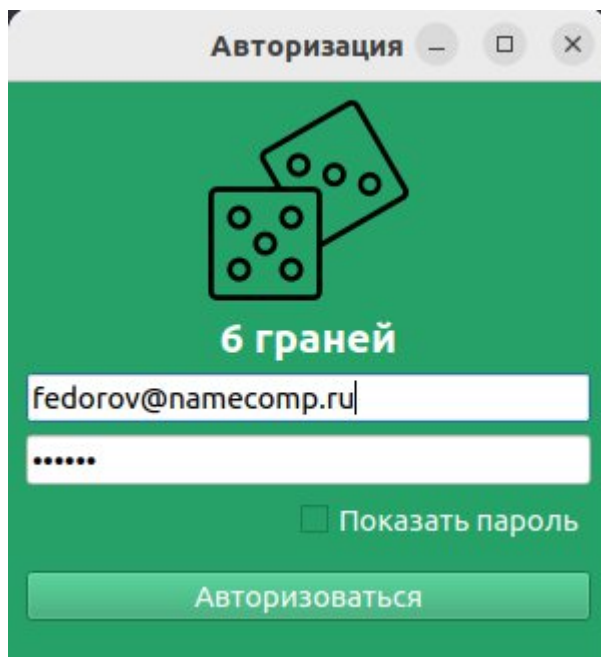 Авторизация
6 граней
fedorov@namecomp.ru
••••••
Показать пароль
Авторизоваться